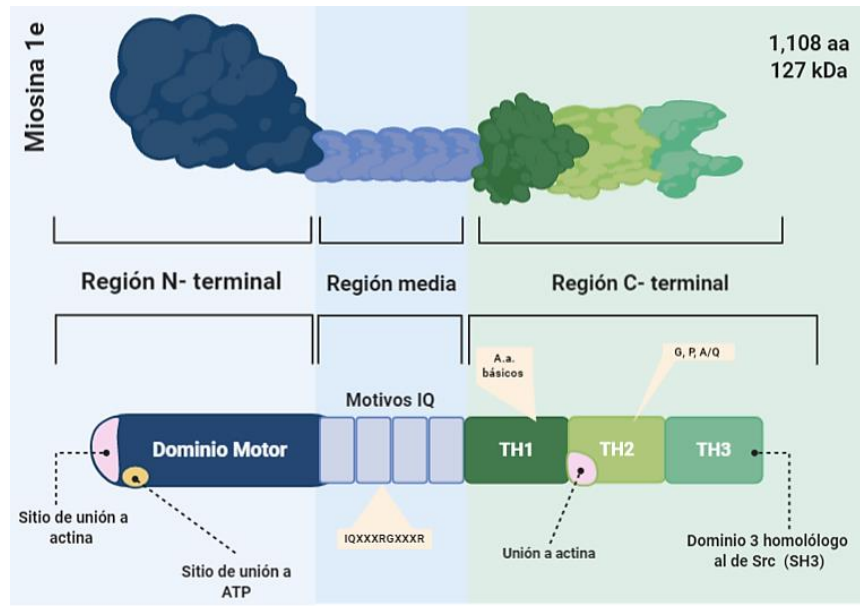 Miosina 1e
1,108 aa
127 kDa
Región N- terminal
Región media
Región C- terminal
A.a.
básicos
G, P, A/Q
Motivos IQ
Dominio Motor
TH1
TH2
TH3
Sitio de unión a
actina
IQXXXRGXXXR
Unión a actina
Dominio 3 homolólogo
al de Src (SH3)
Sitio de unión a
ATP